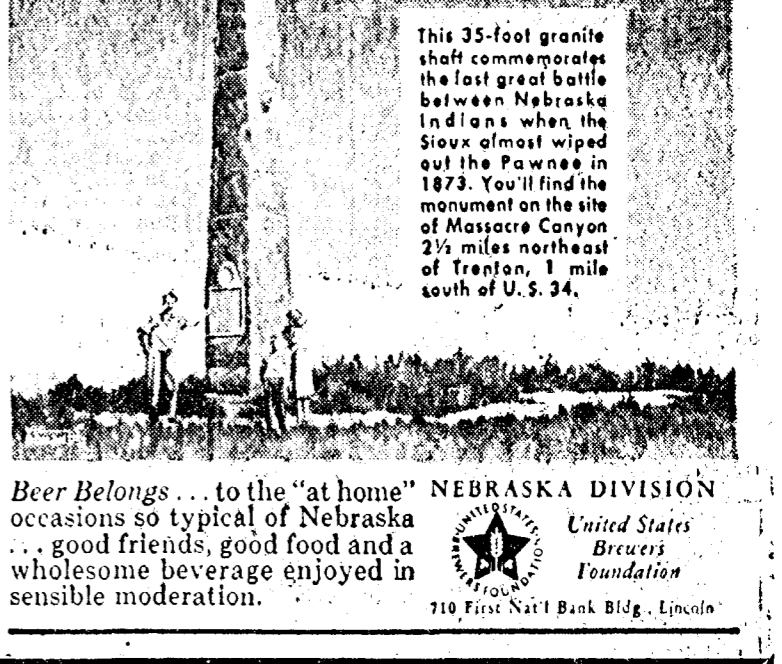 This 35-foot granite
shaft commemorates
the last great battle
between Nebraska
Indians when the
Sioux almost wiped
out the Pawnee in
1873. You'll find the
monument on the site
of Massacre Canyon
2½ miles northeast
of Trenton, 1 mile
south of U. S. 34.
Beer Belongs . . . to the "at home"
occasions so typical of Nebraska
. . . good friends, good food and a
wholesome beverage enjoyed in
sensible moderation.
NEBRASKA DIVISION
UNITED STATES BREWERS FOUNDATION
United States
Brewers
Foundation
710 First Nat'l Bank Bldg., Lincoln